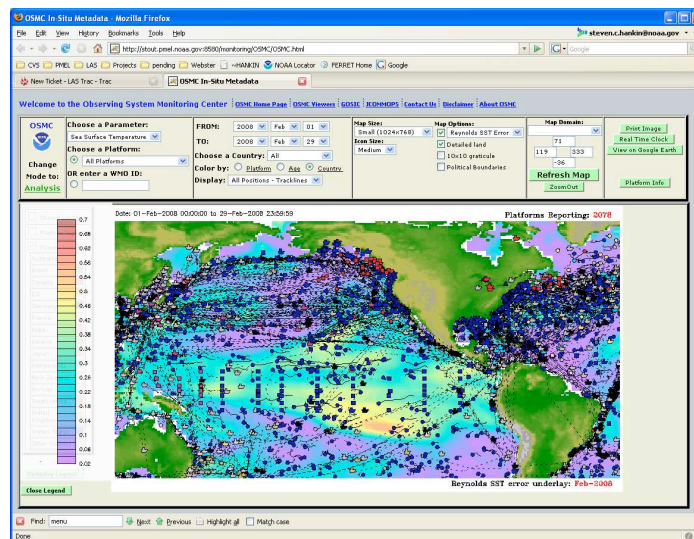 OSMC In-Situ Metadata - Mozilla Firefox
File Edit View History Bookmarks Tools Help
steven.c.hankin@noaa.gov
http://stout.pmel.noaa.gov:8580/monitoring/OSMC/OSMC.html
Google
CVS PMEL LAS Projects pending Webster ~HANKIN NOAA Locator FERRET Home Google
New Ticket - LAS Trac - Trac
OSMC In-Situ Metadata
Welcome to the Observing System Monitoring Center OSMC Home Page OSMC Viewers GOSIC JCOMMOPS Contact Us Disclaimer About OSMC
OSMC
Change
Mode to:
Analysis
Choose a Parameter:
Sea Surface Temperature
Choose a Platform:
All Platforms
OR enter a WMO ID:
FROM: 2008 Feb 01
TO: 2008 Feb 29
Choose a Country: All
Color by: Platform Age Country
Display: All Positions - Tracklines
Map Size:
Small (1024x768)
Icon Size:
Medium
Map Options:
Reynolds SST Error
Detailed land
10x10 graticule
Political Boundaries
Map Domain:
71
119 333
-36
Refresh Map
ZoomOut
Print Image
Real Time Clock
View on Google Earth
Platform Info
Date: 01-Feb-2008 00:00:00 to 29-Feb-2008 23:59:59
Platforms Reporting: 2078
0.7
0.66
0.62
0.58
0.54
0.5
0.46
0.42
0.38
0.34
0.3
0.26
0.22
0.18
0.14
0.1
0.06
0.02
Reynolds SST error underlay: Feb-2008
Close Legend
Find: menu Next Previous Highlight all Match case
Done